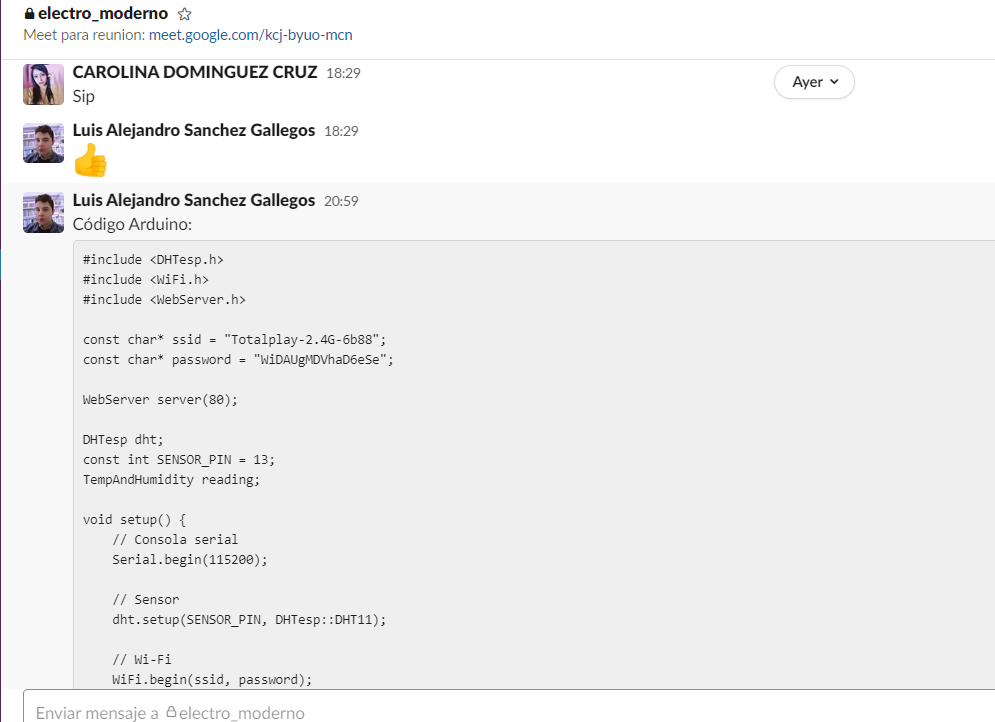 electro_moderno
Meet para reunion: meet.google.com/kcj-byuo-mcn
CAROLINA DOMINGUEZ CRUZ 18:29
Ayer
Sip
Luis Alejandro Sanchez Gallegos 18:29
Luis Alejandro Sanchez Gallegos 20:59
Código Arduino:
#include <DHTesp.h>
#include <WiFi.h>
#include <WebServer.h>
const char* ssid = "Totalplay-2.4G-6b88";
const char* password = "WiDAUgMDVhaD6eSe";
WebServer server(80);
DHTesp dht;
const int SENSOR_PIN = 13;
TempAndHumidity reading;
void setup() {
// Consola serial
Serial.begin(115200);
// Sensor
dht.setup(SENSOR_PIN, DHTesp::DHT11);
// Wi-Fi
WiFi.begin(ssid, password);
Enviar mensaje a electro_moderno